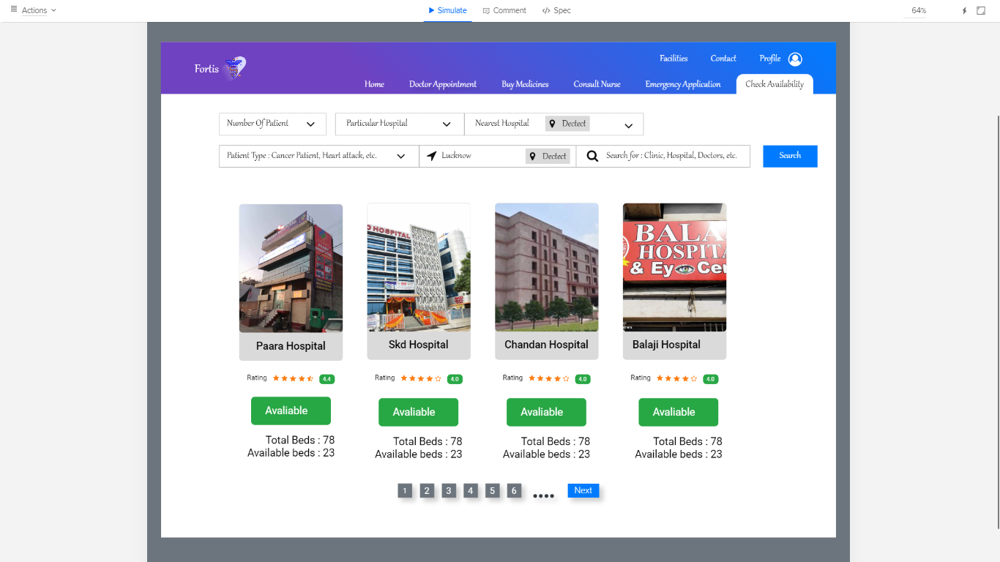 Actions
Simulate
Comment
Spec
64%
Fortis
Facilities
Contact
Profile
Home
Doctor Appointment
Buy Medicines
Consult Nurse
Emergency Application
Check Availability
Number Of Patient
Particular Hospital
Nearest Hospital
Dectect
Patient Type : Cancer Patient, Heart attack, etc.
Lucknow
Dectect
Search for : Clinic, Hospital, Doctors, etc.
Search
HOSPITAL
BALA
HOSPITA
& Ey Cen
Paara Hospital
Skd Hospital
Chandan Hospital
Balaji Hospital
Rating 4.4
Rating 4.0
Rating 4.0
Rating 4.0
Avaliable
Avaliable
Avaliable
Avaliable
Total Beds : 78
Available beds : 23
Total Beds : 78
Available beds : 23
Total Beds : 78
Available beds : 23
Total Beds : 78
Available beds : 23
1 2 3 4 5 6 .... Next